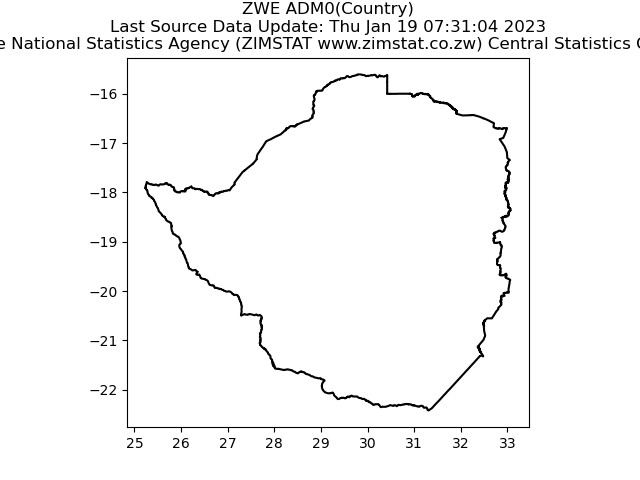 ZWE ADM0(Country)
Last Source Data Update: Thu Jan 19 07:31:04 2023
National Statistics Agency (ZIMSTAT www.zimstat.co.zw) Central Statistics
−16
−17
−18
−19
−20
−21
−22
25 26 27 28 29 30 31 32 33